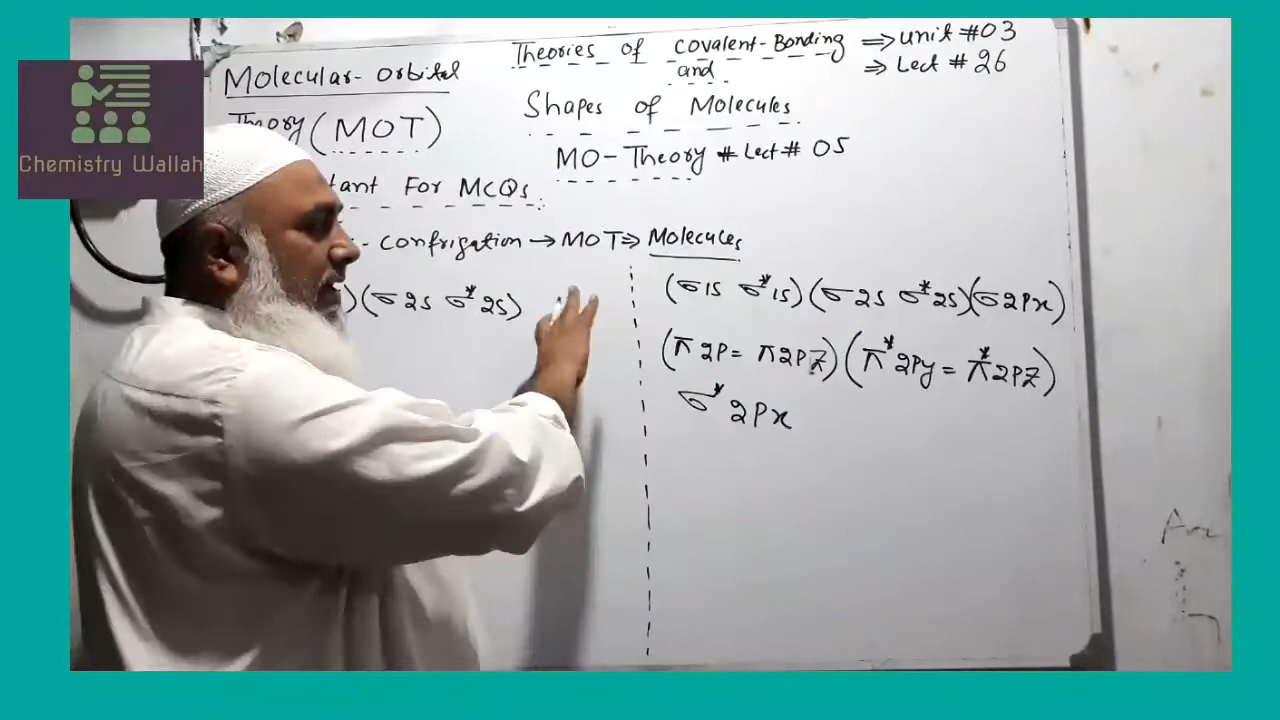 Molecular-orbital
Theory (MOT)
Theories of covalent-Bonding
and
Shapes of Molecules
MO-Theory # Lect# 05
⇒ unit #03
⇒ Lect # 26
Chemistry Wallah
For MCQs
confrigation → MOT ⇒ Molecules
)(σ2s σ*2s)
(σ1s σ*1s)(σ2s σ*2s)(σ2Px)
(π2P= π2PZ)(π*2Py = π*2PZ)
σ*2Px